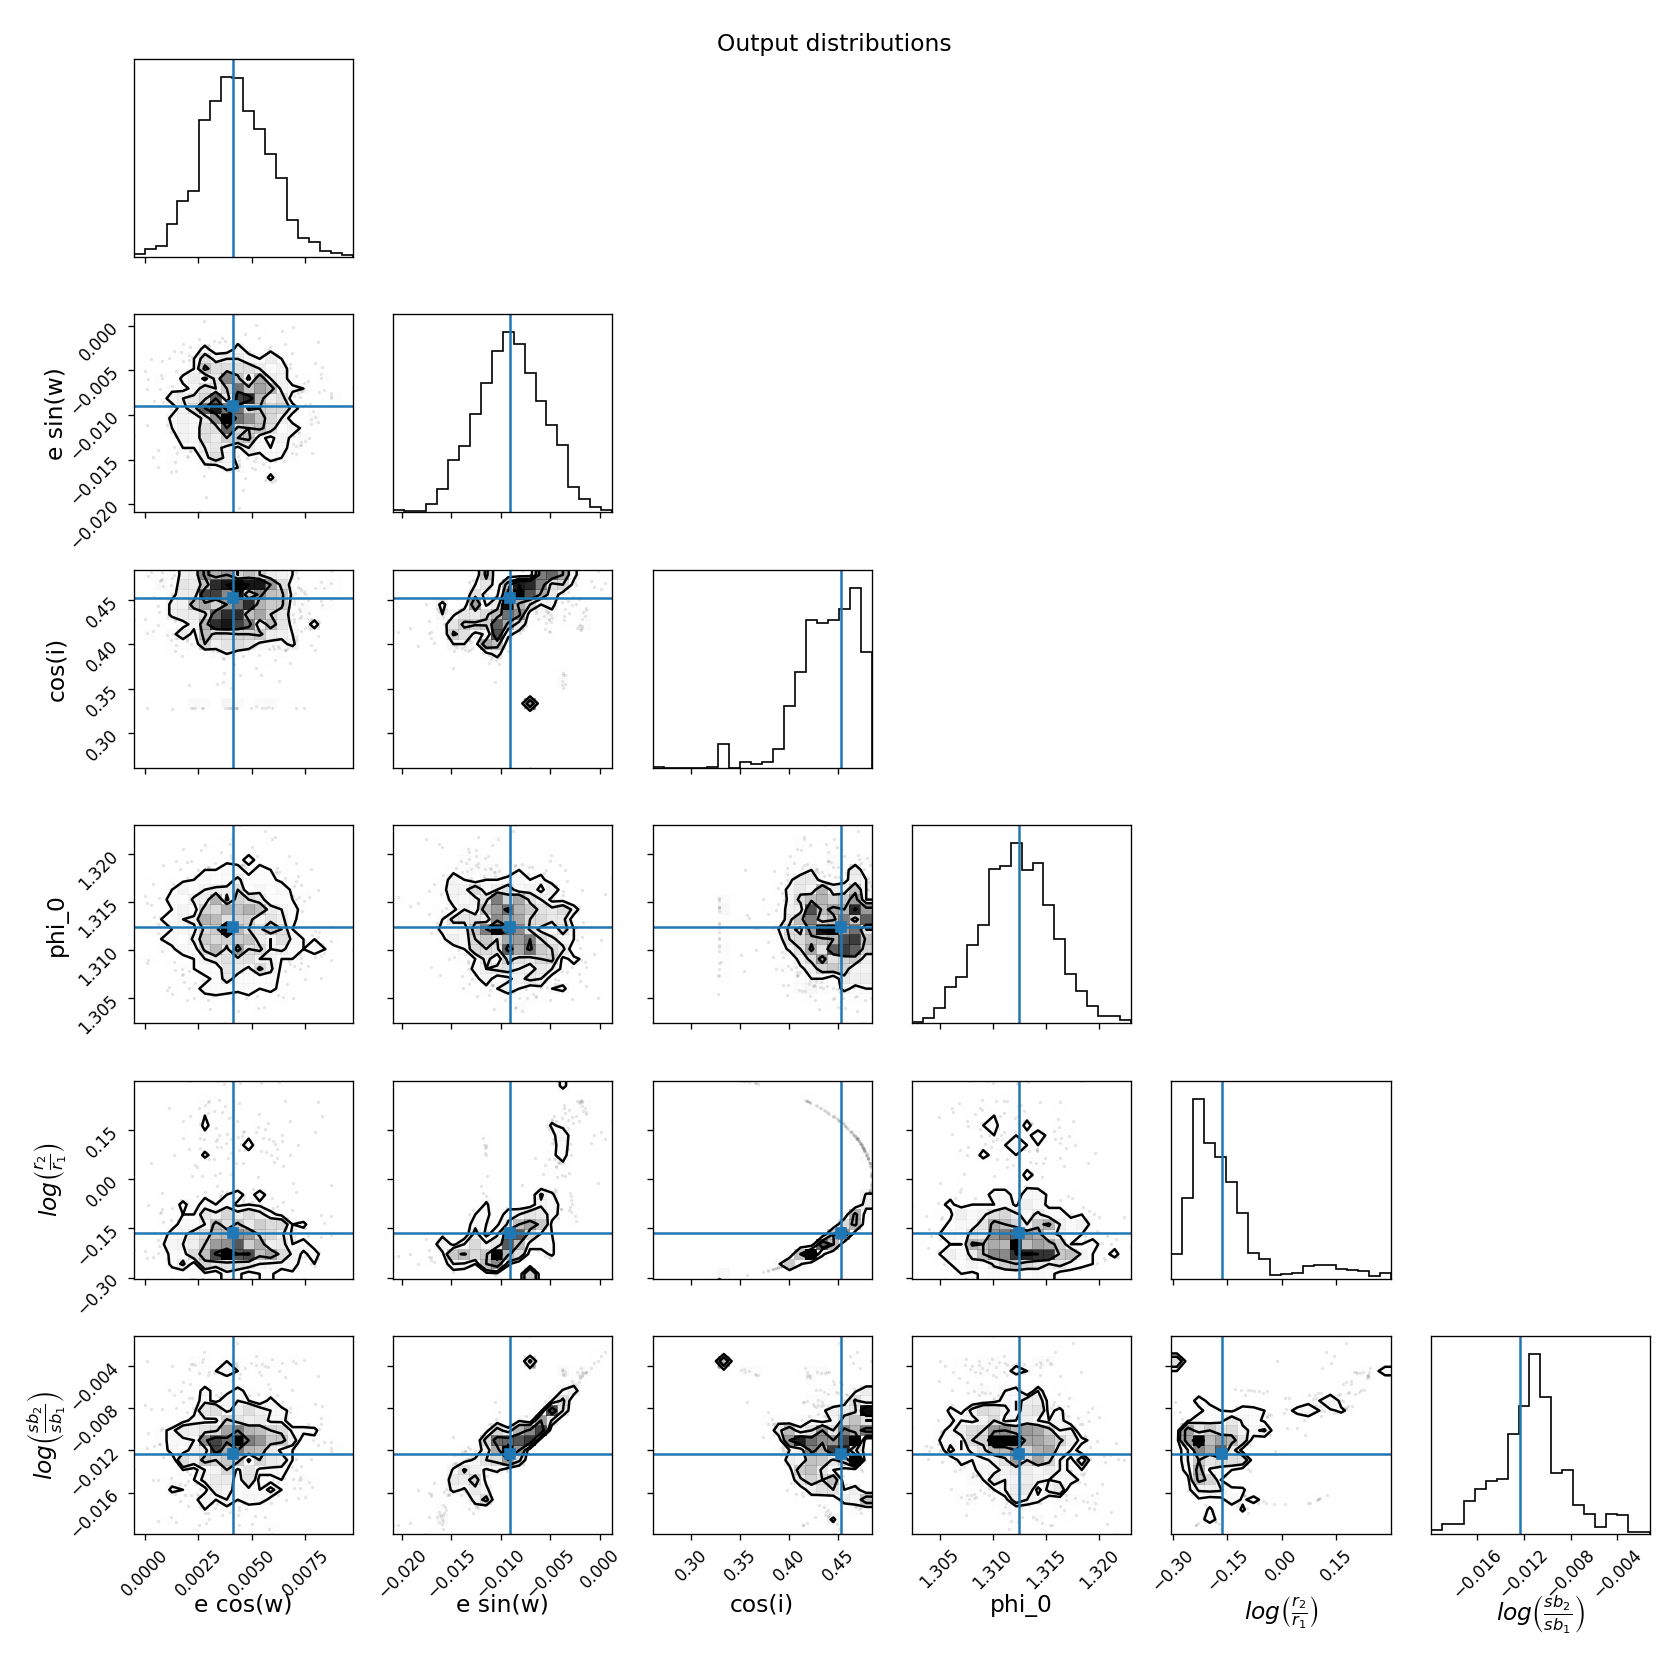 Output distributions
e sin(w)
0.000
−0.005
−0.010
−0.015
−0.020
cos(i)
0.45
0.40
0.35
0.30
phi_0
1.320
1.315
1.310
1.305
log(r₂/r₁)
0.15
0.00
−0.15
−0.30
log(sb₂/sb₁)
−0.004
−0.008
−0.012
−0.016
0.0000 0.0025 0.0050 0.0075
e cos(w)
−0.020 −0.015 −0.010 −0.005 0.000
e sin(w)
0.30 0.35 0.40 0.45
cos(i)
1.305 1.310 1.315 1.320
phi_0
−0.30 −0.15 0.00 0.15
log(r₂/r₁)
−0.016 −0.012 −0.008 −0.004
log(sb₂/sb₁)